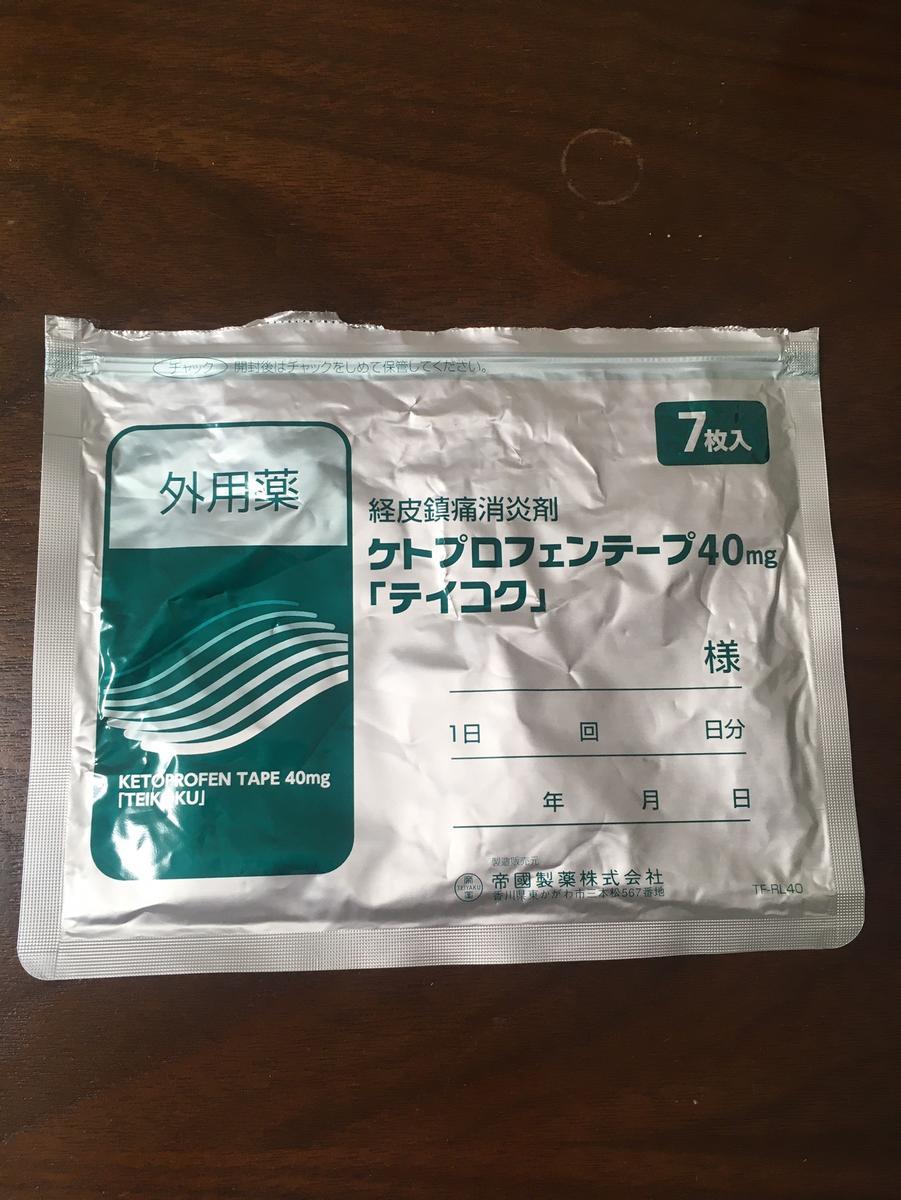 チャック 開封後はチャックをしめて保管してください。
7枚入
外用薬
経皮鎮痛消炎剤
ケトプロフェンテープ40mg
「テイコク」
様
1日 回 日分
年 月 日
KETOPROFEN TAPE 40mg
「TEIKOKU」
製造販売元
帝國製薬株式会社
香川県東かがわ市三本松567番地
TEIYAKU
TF-RL40